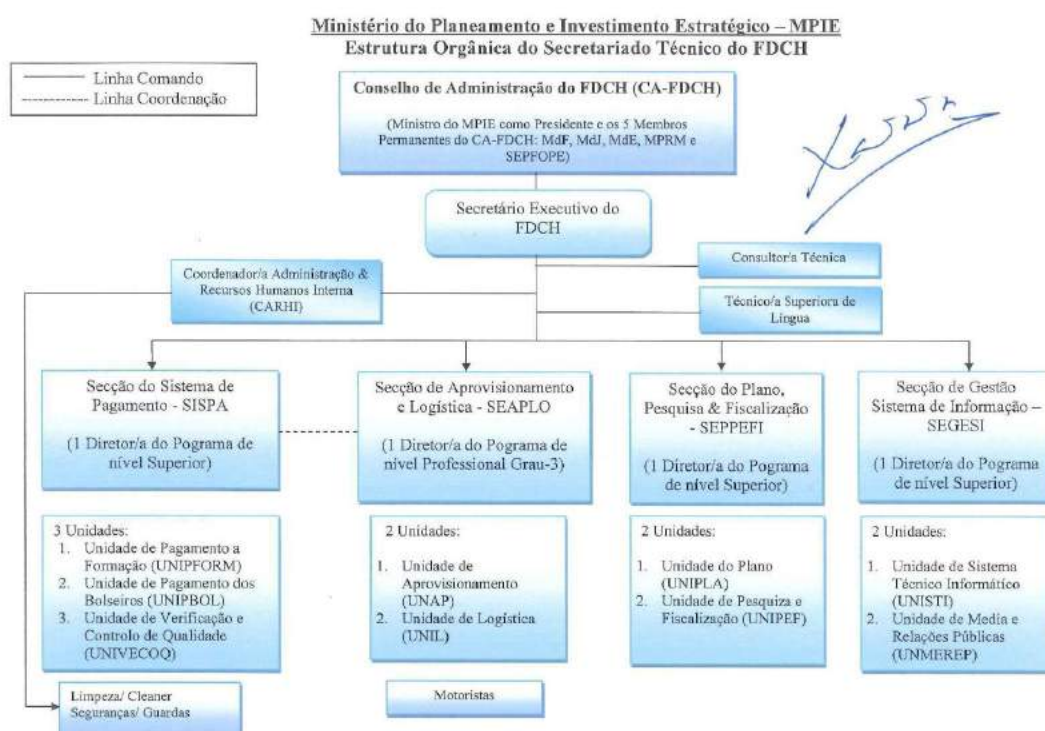 Ministério do Planeamento e Investimento Estratégico – MPIE
Estrutura Orgânica do Secretariado Técnico do FDCH
Linha Comando
Linha Coordenação
Conselho de Administração do FDCH (CA-FDCH)
(Ministro do MPIE como Presidente e os 5 Membros
Permanentes do CA-FDCH: MdF, MdJ, MdE, MPRM e
SEPFOPE)
Secretário Executivo do
FDCH
Consultor/a Técnica
Coordenador/a Administração &
Recursos Humanos Interna
(CARHI)
Técnico/a Superiora de
Língua
Secção do Sistema de
Pagamento - SISPA
(1 Diretor/a do Pograma de
nível Superior)
Secção de Aprovisionamento
e Logística - SEAPLO
(1 Diretor/a do Pograma de
nível Professional Grau-3)
Secção do Plano,
Pesquisa & Fiscalização
- SEPPEFI
(1 Diretor/a do Pograma
de nível Superior)
Secção de Gestão
Sistema de Informação –
SEGESI
(1 Diretor/a do Pograma
de nível Superior)
3 Unidades:
1. Unidade de Pagamento a
Formação (UNIPFORM)
2. Unidade de Pagamento dos
Bolseiros (UNIPBOL)
3. Unidade de Verificação e
Controlo de Qualidade
(UNIVECOQ)
2 Unidades:
1. Unidade de
Aprovisionamento
(UNAP)
2. Unidade de Logística
(UNIL)
2 Unidades:
1. Unidade do Plano
(UNIPLA)
2. Unidade de Pesquiza e
Fiscalização (UNIPEF)
2 Unidades:
1. Unidade de Sistema
Técnico Informático
(UNISTI)
2. Unidade de Media e
Relações Públicas
(UNMEREP)
Limpeza/ Cleaner
Seguranças/ Guardas
Motoristas